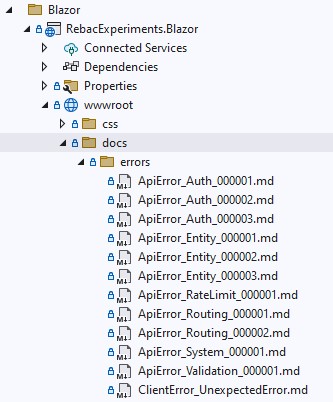 Blazor
RebacExperiments.Blazor
Connected Services
Dependencies
Properties
wwwroot
css
docs
errors
ApiError_Auth_000001.md
ApiError_Auth_000002.md
ApiError_Auth_000003.md
ApiError_Entity_000001.md
ApiError_Entity_000002.md
ApiError_Entity_000003.md
ApiError_RateLimit_000001.md
ApiError_Routing_000001.md
ApiError_Routing_000002.md
ApiError_System_000001.md
ApiError_Validation_000001.md
ClientError_UnexpectedError.md